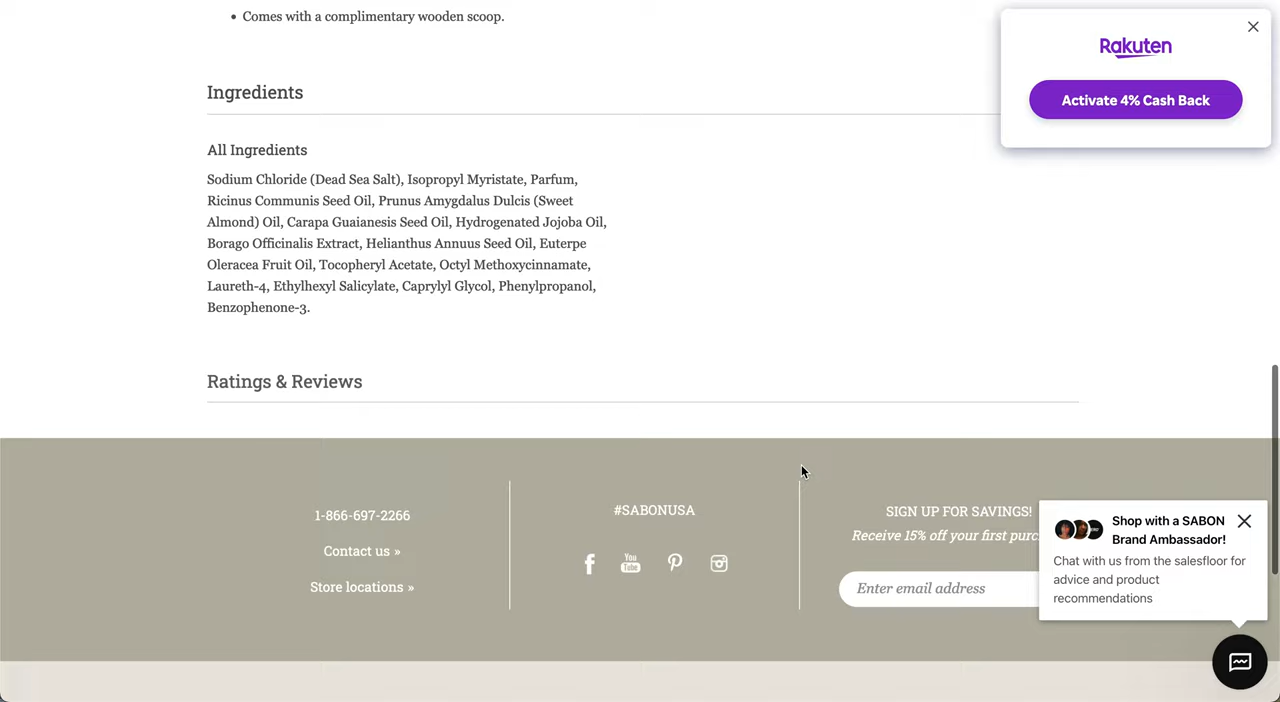 Comes with a complimentary wooden scoop.
Rakuten
Activate 4% Cash Back
Ingredients
All Ingredients
Sodium Chloride (Dead Sea Salt), Isopropyl Myristate, Parfum,
Ricinus Communis Seed Oil, Prunus Amygdalus Dulcis (Sweet
Almond) Oil, Carapa Guaianesis Seed Oil, Hydrogenated Jojoba Oil,
Borago Officinalis Extract, Helianthus Annuus Seed Oil, Euterpe
Oleracea Fruit Oil, Tocopheryl Acetate, Octyl Methoxycinnamate,
Laureth-4, Ethylhexyl Salicylate, Caprylyl Glycol, Phenylpropanol,
Benzophenone-3.
Ratings & Reviews
1-866-697-2266
Contact us »
Store locations »
#SABONUSA
You
Tube
SIGN UP FOR SAVINGS!
Receive 15% off your first purc
Enter email address
Shop with a SABON
Brand Ambassador!
Chat with us from the salesfloor for
advice and product
recommendations